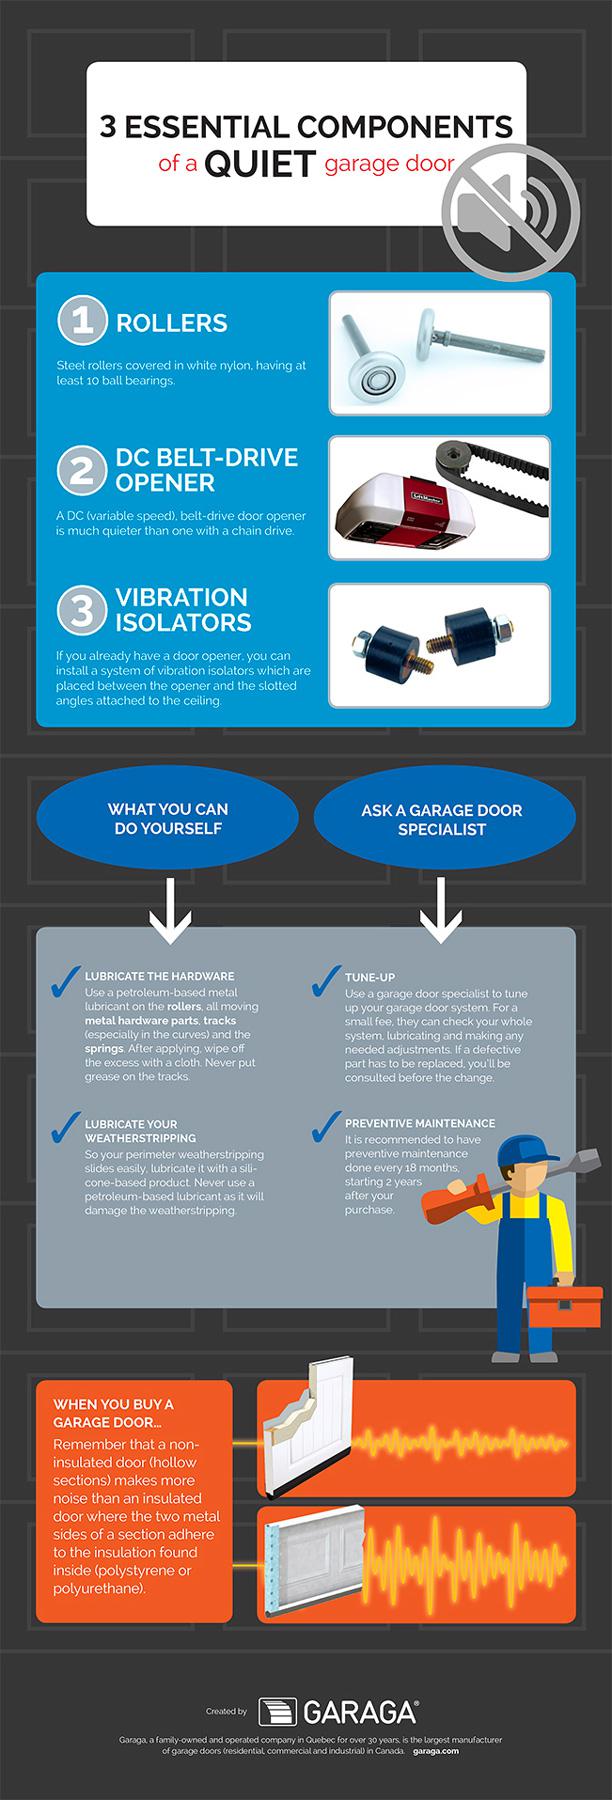 3 ESSENTIAL COMPONENTS
of a QUIET garage door
1 ROLLERS
Steel rollers covered in white nylon, having at
least 10 ball bearings.
2 DC BELT-DRIVE
OPENER
A DC (variable speed), belt-drive door opener
is much quieter than one with a chain drive.
LiftMaster
3 VIBRATION
ISOLATORS
If you already have a door opener, you can
install a system of vibration isolators which are
placed between the opener and the slotted
angles attached to the ceiling.
WHAT YOU CAN
DO YOURSELF
ASK A GARAGE DOOR
SPECIALIST
LUBRICATE THE HARDWARE
Use a petroleum-based metal
lubricant on the rollers, all moving
metal hardware parts, tracks
(especially in the curves) and the
springs. After applying, wipe off
the excess with a cloth. Never put
grease on the tracks.
LUBRICATE YOUR
WEATHERSTRIPPING
So your perimeter weatherstripping
slides easily, lubricate it with a sili-
cone-based product. Never use a
petroleum-based lubricant as it will
damage the weatherstripping.
TUNE-UP
Use a garage door specialist to tune
up your garage door system. For a
small fee, they can check your whole
system, lubricating and making any
needed adjustments. If a defective
part has to be replaced, you'll be
consulted before the change.
PREVENTIVE MAINTENANCE
It is recommended to have
preventive maintenance
done every 18 months,
starting 2 years
after your
purchase.
WHEN YOU BUY A
GARAGE DOOR...
Remember that a non-
insulated door (hollow
sections) makes more
noise than an insulated
door where the two metal
sides of a section adhere
to the insulation found
inside (polystyrene or
polyurethane).
Created by GARAGA®
Garaga, a family-owned and operated company in Quebec for over 30 years, is the largest manufacturer
of garage doors (residential, commercial and industrial) in Canada. garaga.com